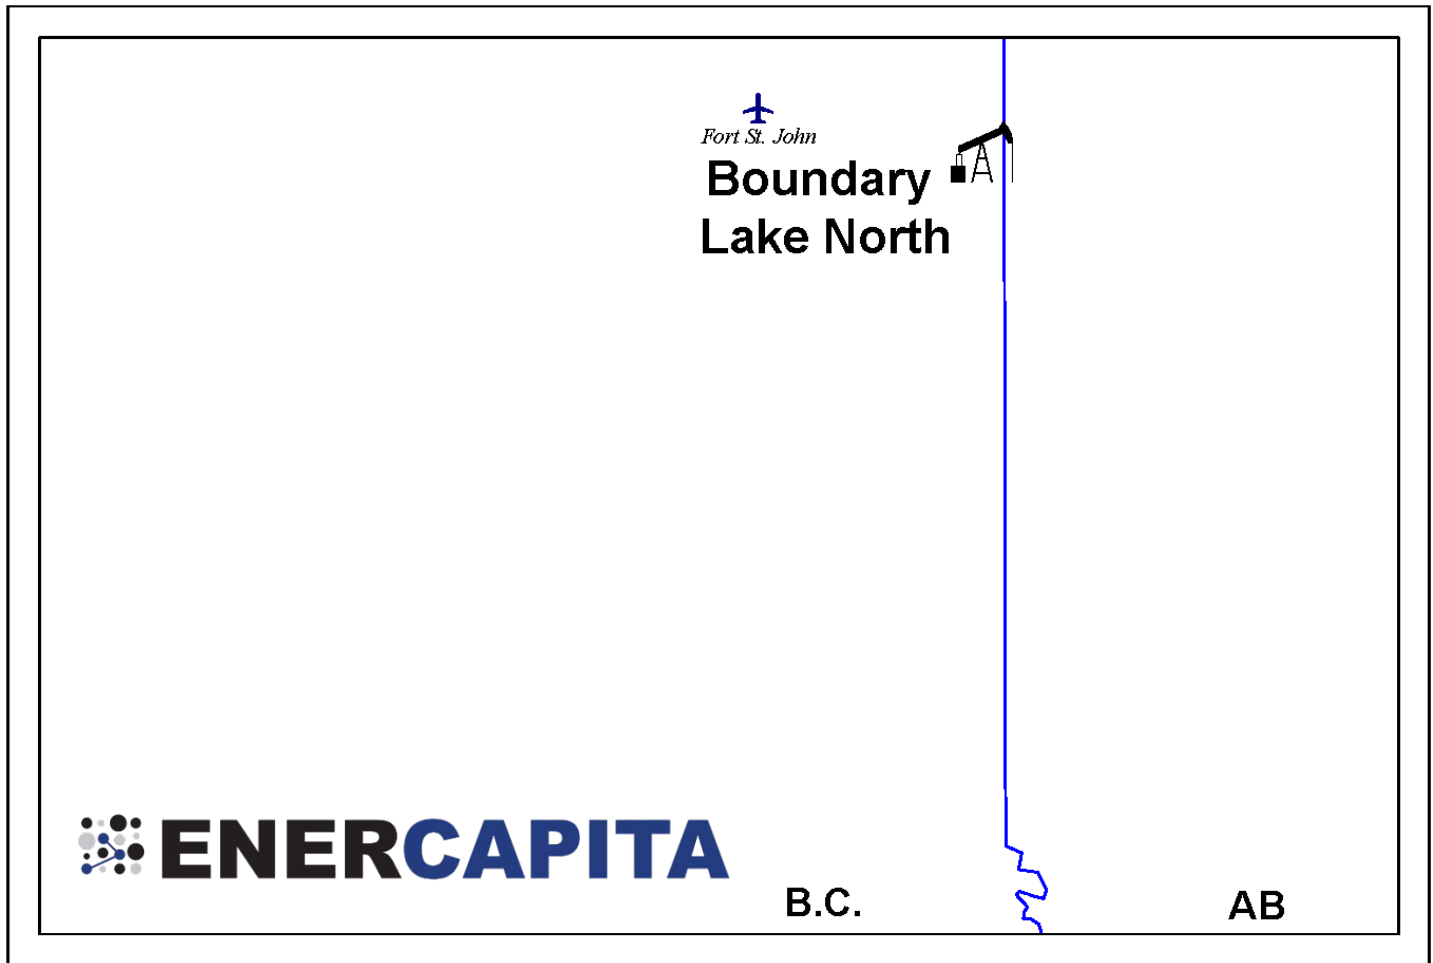 Fort St. John
Boundary
Lake North
ENERCAPITA
B.C.
AB